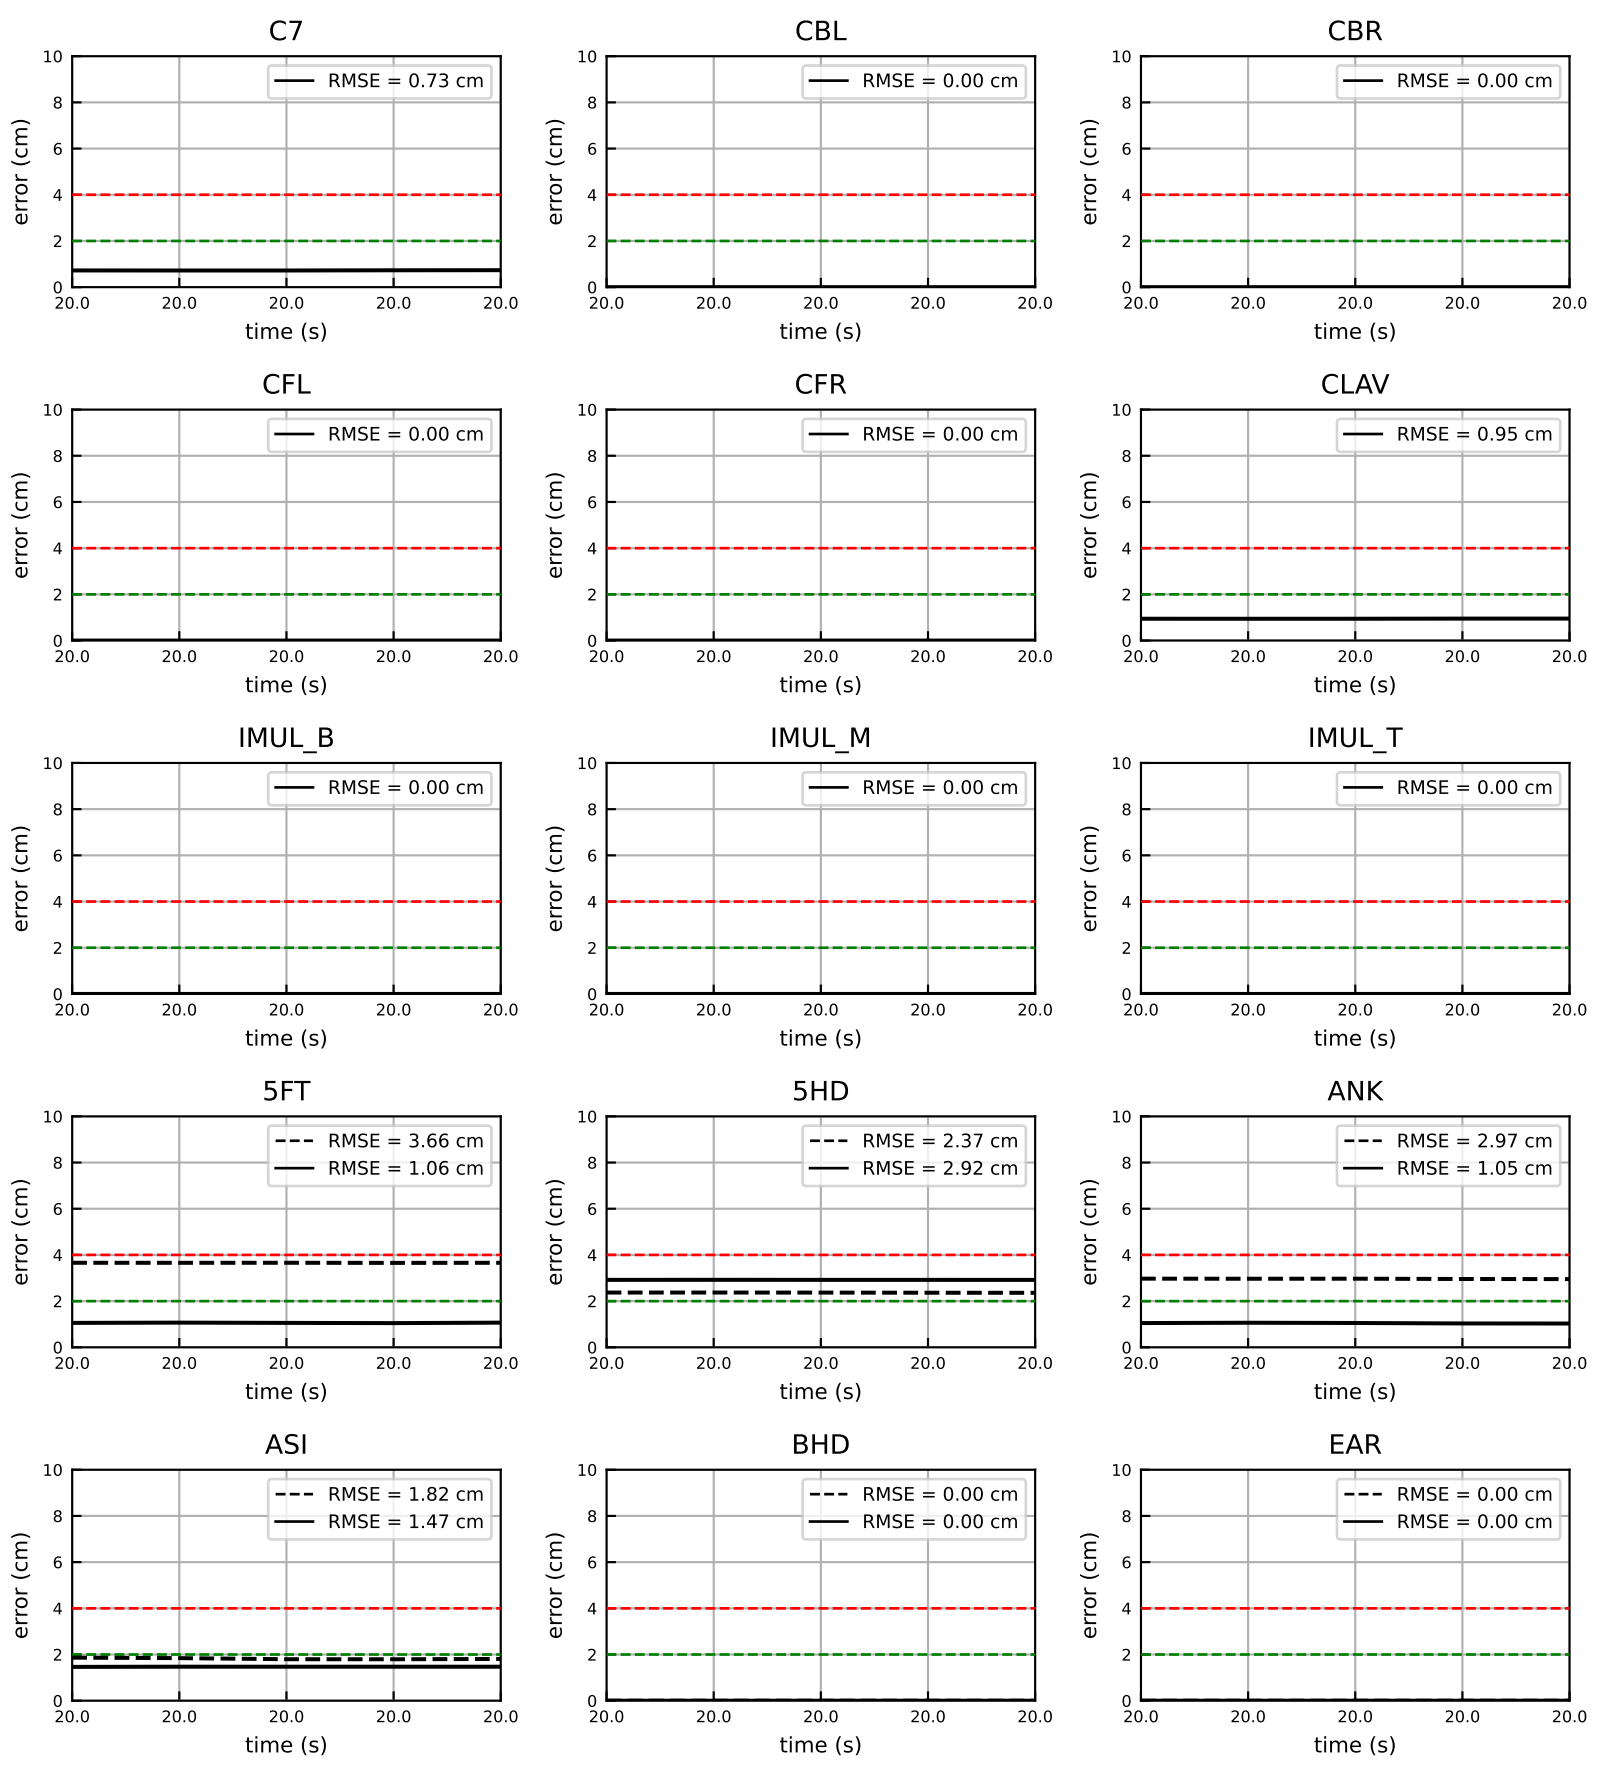 C7
RMSE = 0.73 cm
10
8
6
4
2
0
error (cm)
20.0 20.0 20.0 20.0 20.0
time (s)
CBL
RMSE = 0.00 cm
10
8
6
4
2
0
error (cm)
20.0 20.0 20.0 20.0 20.0
time (s)
CBR
RMSE = 0.00 cm
10
8
6
4
2
0
error (cm)
20.0 20.0 20.0 20.0 20.0
time (s)
CFL
RMSE = 0.00 cm
10
8
6
4
2
0
error (cm)
20.0 20.0 20.0 20.0 20.0
time (s)
CFR
RMSE = 0.00 cm
10
8
6
4
2
0
error (cm)
20.0 20.0 20.0 20.0 20.0
time (s)
CLAV
RMSE = 0.95 cm
10
8
6
4
2
0
error (cm)
20.0 20.0 20.0 20.0 20.0
time (s)
IMUL_B
RMSE = 0.00 cm
10
8
6
4
2
0
error (cm)
20.0 20.0 20.0 20.0 20.0
time (s)
IMUL_M
RMSE = 0.00 cm
10
8
6
4
2
0
error (cm)
20.0 20.0 20.0 20.0 20.0
time (s)
IMUL_T
RMSE = 0.00 cm
10
8
6
4
2
0
error (cm)
20.0 20.0 20.0 20.0 20.0
time (s)
5FT
RMSE = 3.66 cm
RMSE = 1.06 cm
10
8
6
4
2
0
error (cm)
20.0 20.0 20.0 20.0 20.0
time (s)
5HD
RMSE = 2.37 cm
RMSE = 2.92 cm
10
8
6
4
2
0
error (cm)
20.0 20.0 20.0 20.0 20.0
time (s)
ANK
RMSE = 2.97 cm
RMSE = 1.05 cm
10
8
6
4
2
0
error (cm)
20.0 20.0 20.0 20.0 20.0
time (s)
ASI
RMSE = 1.82 cm
RMSE = 1.47 cm
10
8
6
4
2
0
error (cm)
20.0 20.0 20.0 20.0 20.0
time (s)
BHD
RMSE = 0.00 cm
RMSE = 0.00 cm
10
8
6
4
2
0
error (cm)
20.0 20.0 20.0 20.0 20.0
time (s)
EAR
RMSE = 0.00 cm
RMSE = 0.00 cm
10
8
6
4
2
0
error (cm)
20.0 20.0 20.0 20.0 20.0
time (s)